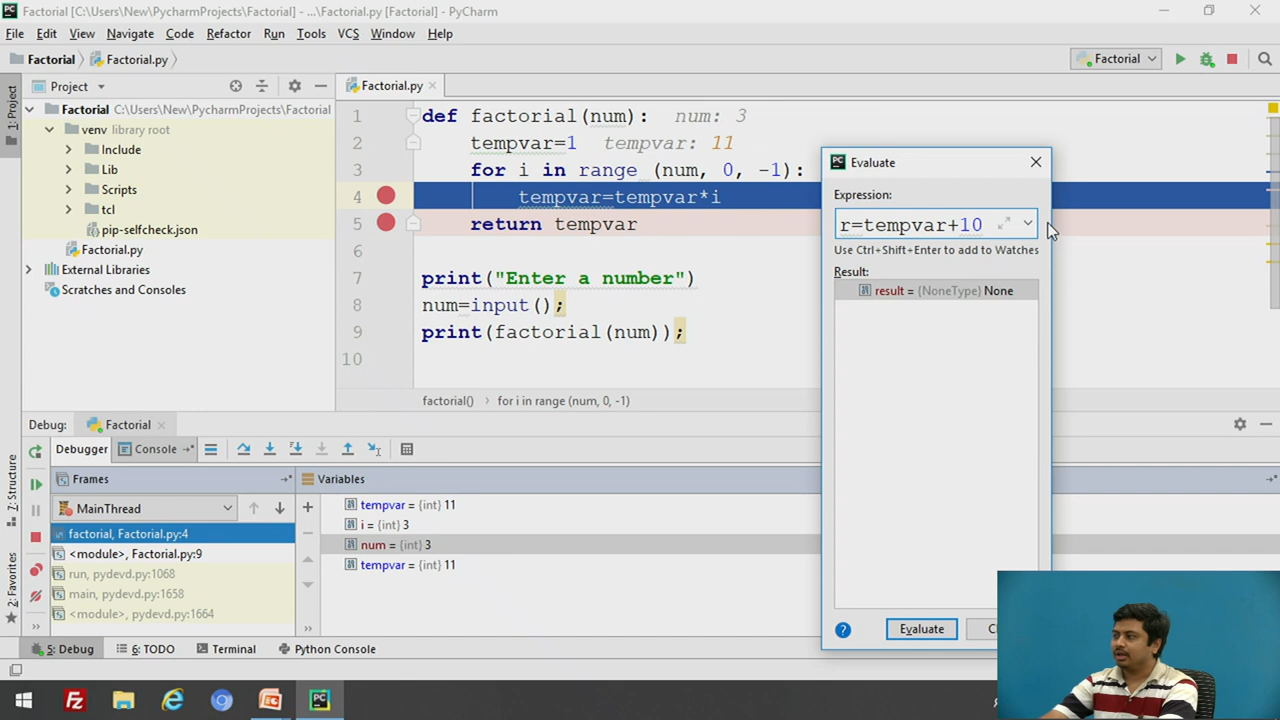 Factorial [C:\Users\New\PycharmProjects\Factorial] - ...\Factorial.py [Factorial] - PyCharm
File Edit View Navigate Code Refactor Run Tools VCS Window Help
Factorial Factorial.py
Factorial
1: Project
Project
Factorial.py
Factorial C:\Users\New\PycharmProjects\Factorial
venv library root
Include
Lib
Scripts
tcl
pip-selfcheck.json
Factorial.py
External Libraries
Scratches and Consoles
1 def factorial(num): num: 3
2 tempvar=1 tempvar: 11
3 for i in range (num, 0, -1):
4 tempvar=tempvar*i
5 return tempvar
6
7 print("Enter a number")
8 num=input();
9 print(factorial(num));
10
factorial() for i in range (num, 0, -1)
Evaluate
Expression:
r=tempvar+10
Use Ctrl+Shift+Enter to add to Watches
Result:
result = {NoneType} None
Evaluate
Debug: Factorial
Debugger Console
Frames
Variables
MainThread
factorial, Factorial.py:4
<module>, Factorial.py:9
run, pydevd.py:1068
main, pydevd.py:1658
<module>, pydevd.py:1664
tempvar = {int} 11
i = {int} 3
num = {int} 3
tempvar = {int} 11
7: Structure
2: Favorites
5: Debug 6: TODO Terminal Python Console